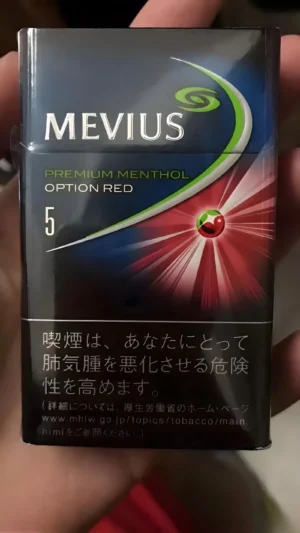 MEVIUS
PREMIUM MENTHOL
OPTION RED
5
喫煙は、あなたにとって
肺気腫を悪化させる危険
性を高めます。
(詳細については、厚生労働省のホーム・ページ
www.mhlw.go.jp/topics/tobacco/main.
htmlをご参照ください。)